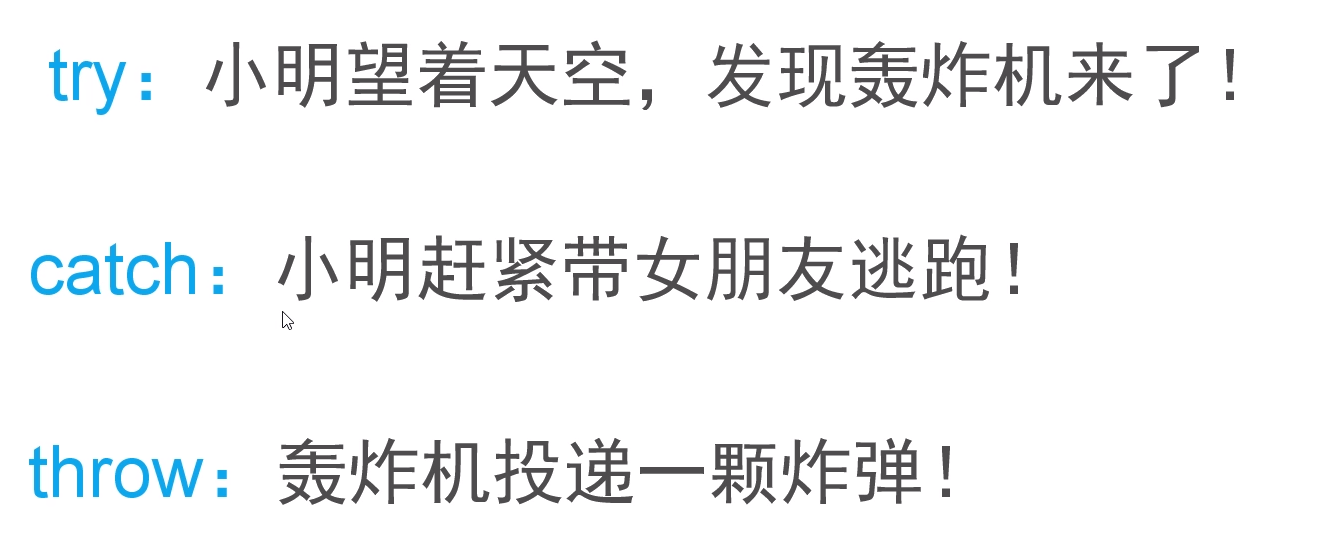 try：小明望着天空，发现轰炸机来了！
catch：小明赶紧带女朋友逃跑！
throw：轰炸机投递一颗炸弹！